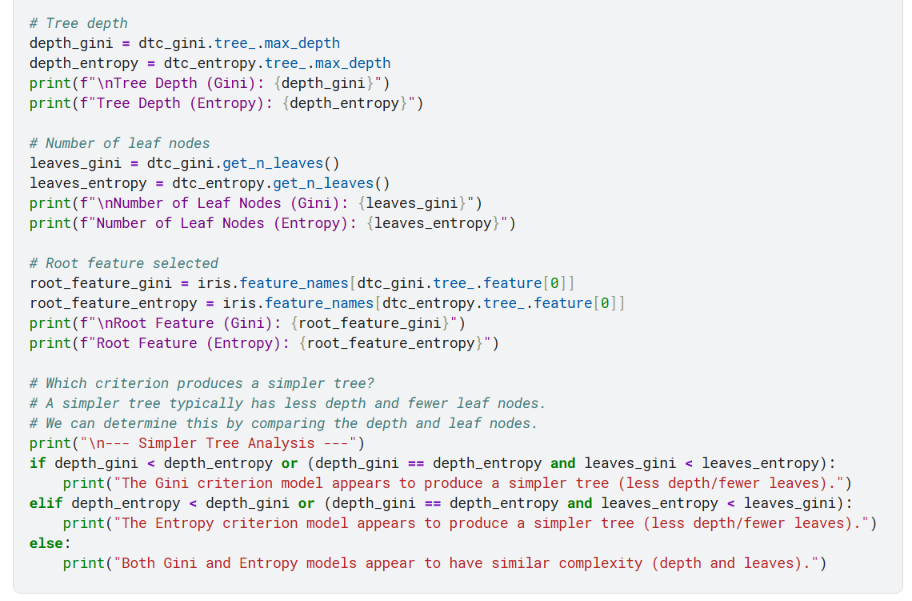 # Tree depth
depth_gini = dtc_gini.tree_.max_depth
depth_entropy = dtc_entropy.tree_.max_depth
print(f"\nTree Depth (Gini): {depth_gini}")
print(f"Tree Depth (Entropy): {depth_entropy}")

# Number of leaf nodes
leaves_gini = dtc_gini.get_n_leaves()
leaves_entropy = dtc_entropy.get_n_leaves()
print(f"\nNumber of Leaf Nodes (Gini): {leaves_gini}")
print(f"Number of Leaf Nodes (Entropy): {leaves_entropy}")

# Root feature selected
root_feature_gini = iris.feature_names[dtc_gini.tree_.feature[0]]
root_feature_entropy = iris.feature_names[dtc_entropy.tree_.feature[0]]
print(f"\nRoot Feature (Gini): {root_feature_gini}")
print(f"Root Feature (Entropy): {root_feature_entropy}")

# Which criterion produces a simpler tree?
# A simpler tree typically has less depth and fewer leaf nodes.
# We can determine this by comparing the depth and leaf nodes.
print("\n--- Simpler Tree Analysis ---")
if depth_gini < depth_entropy or (depth_gini == depth_entropy and leaves_gini < leaves_entropy):
    print("The Gini criterion model appears to produce a simpler tree (less depth/fewer leaves).")
elif depth_entropy < depth_gini or (depth_gini == depth_entropy and leaves_entropy < leaves_gini):
    print("The Entropy criterion model appears to produce a simpler tree (less depth/fewer leaves).")
else:
    print("Both Gini and Entropy models appear to have similar complexity (depth and leaves).")